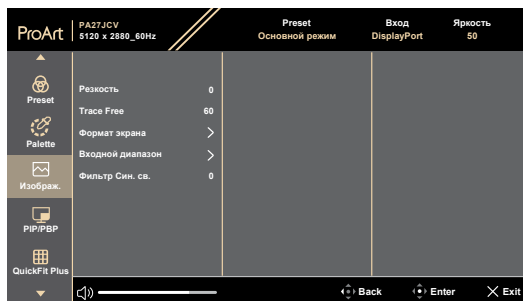 ProArt
PA27JCV
5120 x 2880_60Hz
Preset
Основной режим
Вход
DisplayPort
Яркость
50
Preset
Palette
Изображ.
PIP/PBP
QuickFit Plus
Резкость 0
Trace Free 60
Формат экрана
Входной диапазон
Фильтр Син. св. 0
Back
Enter
Exit